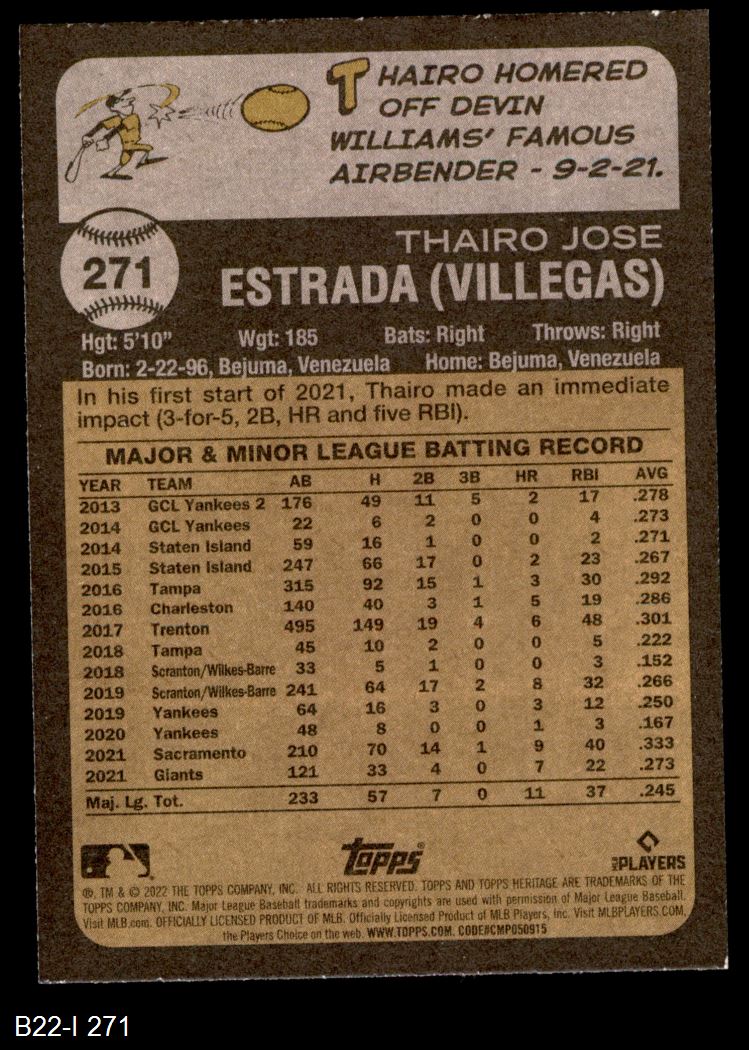 THAIRO HOMERED
OFF DEVIN
WILLIAMS' FAMOUS
AIRBENDER - 9-2-21.
271
THAIRO JOSE
ESTRADA (VILLEGAS)
Hgt: 5'10" Wgt: 185 Bats: Right Throws: Right
Born: 2-22-96, Bejuma, Venezuela Home: Bejuma, Venezuela
In his first start of 2021, Thairo made an immediate
impact (3-for-5, 2B, HR and five RBI).
MAJOR & MINOR LEAGUE BATTING RECORD
YEAR TEAM AB H 2B 3B HR RBI AVG
2013 GCL Yankees 2 176 49 11 5 2 17 .278
2014 GCL Yankees 22 6 2 0 0 4 .273
2014 Staten Island 59 16 1 0 0 2 .271
2015 Staten Island 247 66 17 0 2 23 .267
2016 Tampa 315 92 15 1 3 30 .292
2016 Charleston 140 40 3 1 5 19 .286
2017 Trenton 495 149 19 4 6 48 .301
2018 Tampa 45 10 2 0 0 5 .222
2018 Scranton/Wilkes-Barre 33 5 1 0 0 3 .152
2019 Scranton/Wilkes-Barre 241 64 17 2 8 32 .266
2019 Yankees 64 16 3 0 3 12 .250
2020 Yankees 48 8 0 0 1 3 .167
2021 Sacramento 210 70 14 1 9 40 .333
2021 Giants 121 33 4 0 7 22 .273
Maj. Lg. Tot. 233 57 7 0 11 37 .245
Topps MLB PLAYERS
®, TM & © 2022 THE TOPPS COMPANY, INC. ALL RIGHTS RESERVED. TOPPS AND TOPPS HERITAGE ARE TRADEMARKS OF THE
TOPPS COMPANY, INC. Major League Baseball trademarks and copyrights are used with permission of Major League Baseball.
Visit MLB.com. OFFICIALLY LICENSED PRODUCT OF MLB. Officially Licensed Product of MLB Players, Inc. Visit MLBPLAYERS.COM,
the Players Choice on the web. WWW.TOPPS.COM. CODE#CMP050915
B22-I 271